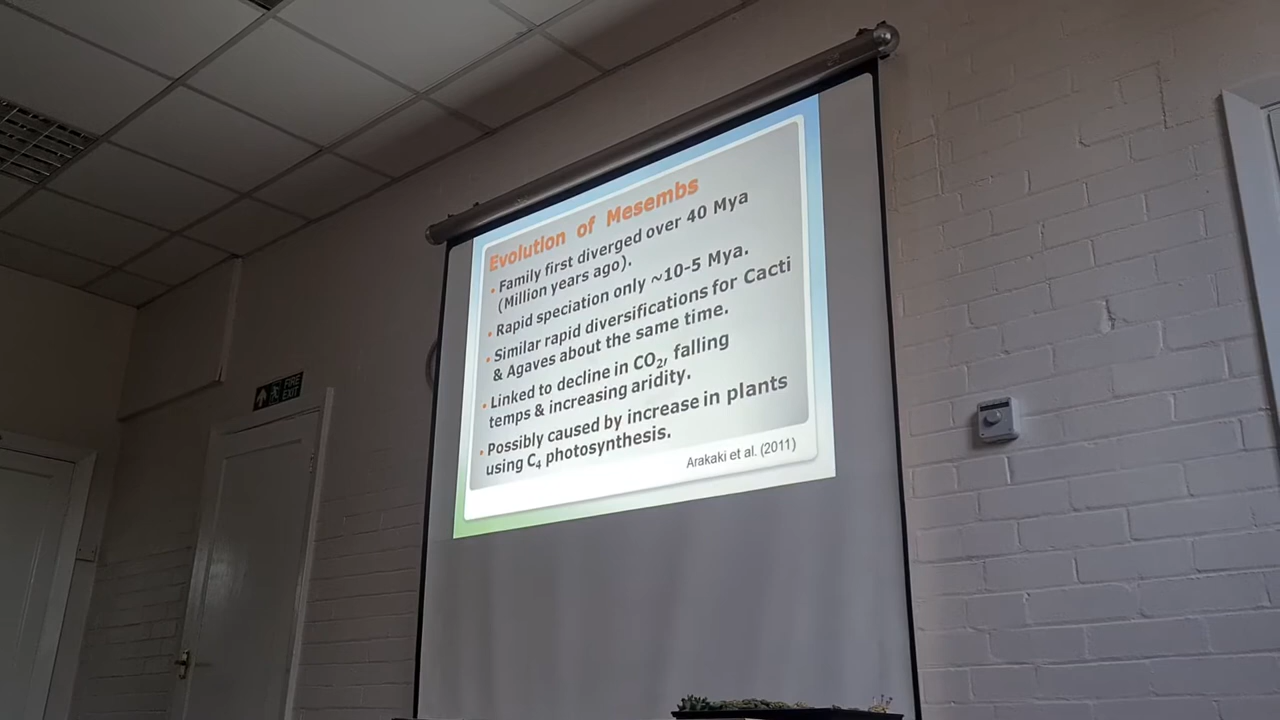 FIRE
EXIT
Evolution of Mesembs
• Family first diverged over 40 Mya
(Million years ago).
• Rapid speciation only ~10-5 Mya.
• Similar rapid diversifications for Cacti
& Agaves about the same time.
• Linked to decline in CO₂, falling
temps & increasing aridity.
• Possibly caused by increase in plants
using C₄ photosynthesis.
Arakaki et al. (2011)